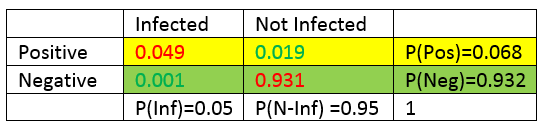 Infected Not Infected
Positive 0.049 0.019 P(Pos)=0.068
Negative 0.001 0.931 P(Neg)=0.932
P(Inf)=0.05 P(N-Inf) =0.95 1